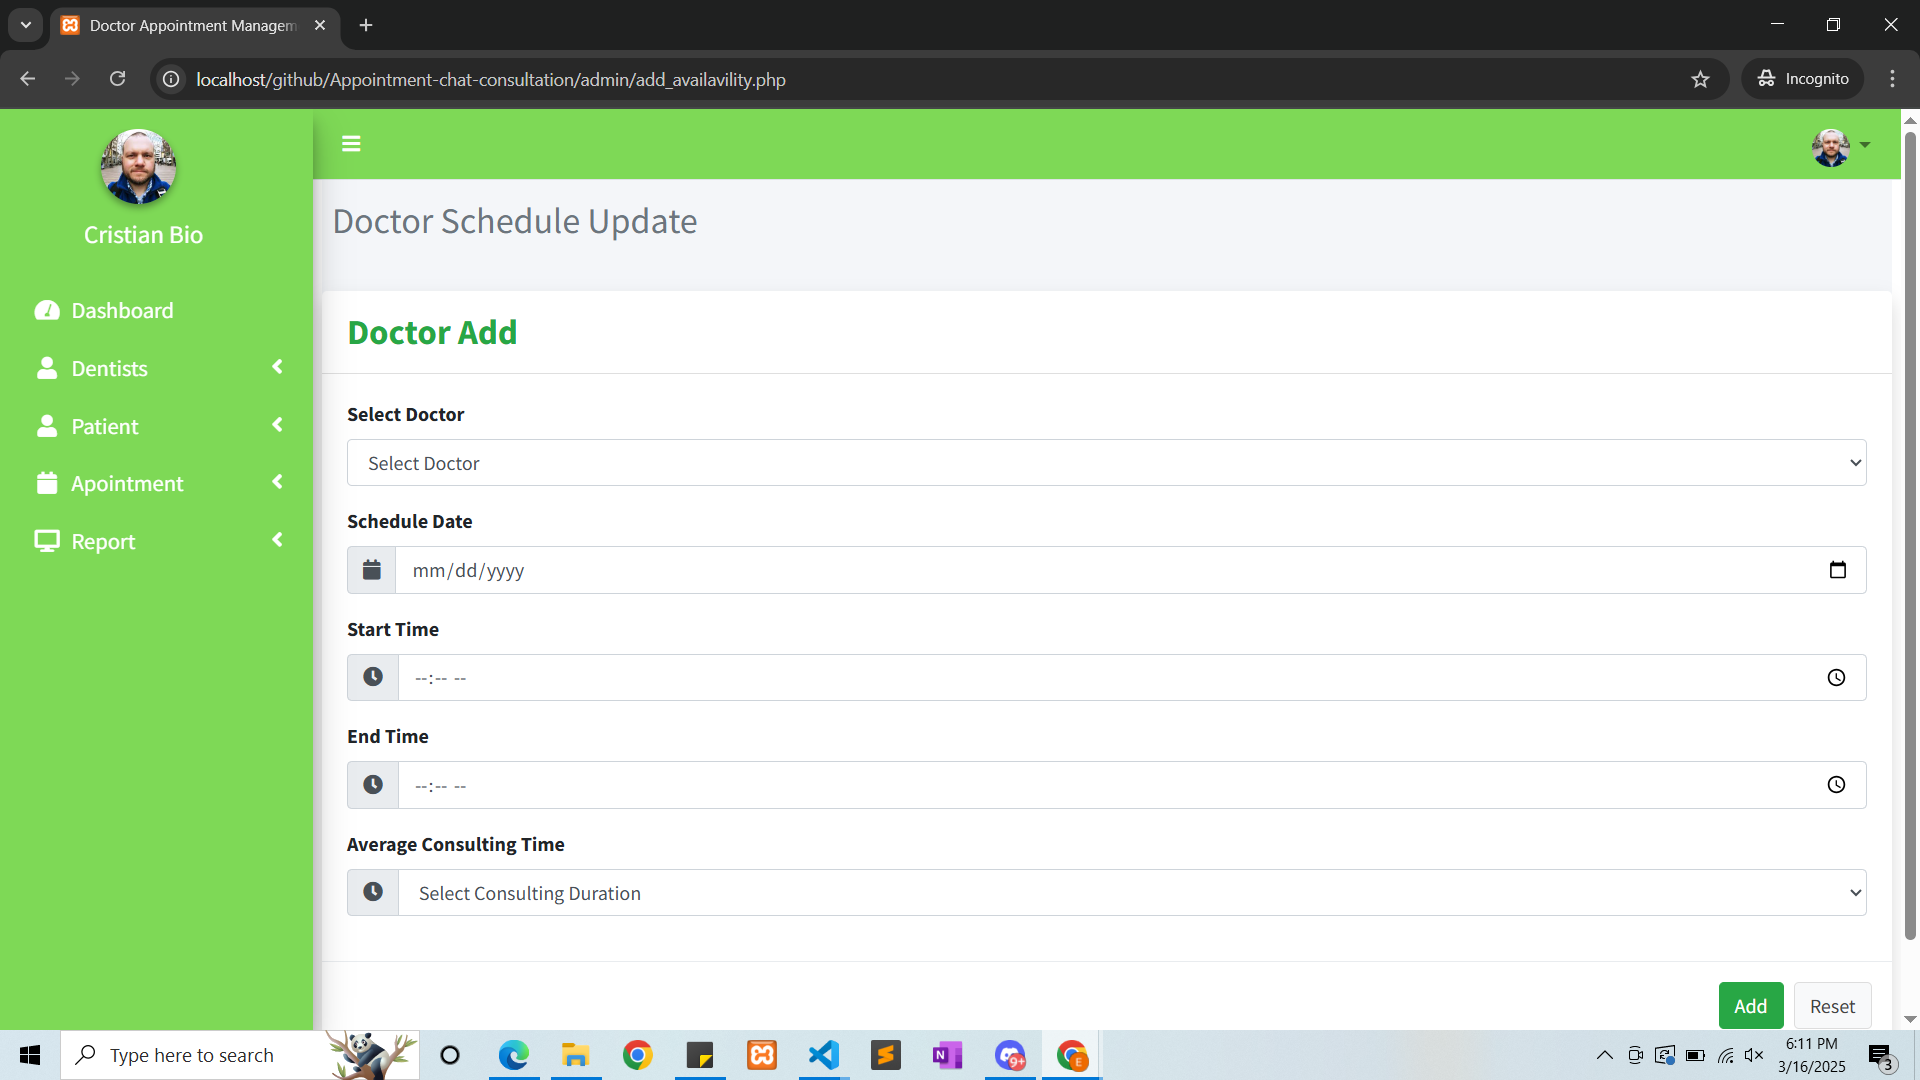 Doctor Appointment Managem
localhost/github/Appointment-chat-consultation/admin/add_availavility.php
Incognito
Cristian Bio
Dashboard
Dentists
Patient
Apointment
Report
Doctor Schedule Update
Doctor Add
Select Doctor
Select Doctor
Schedule Date
mm/dd/yyyy
Start Time
--:-- --
End Time
--:-- --
Average Consulting Time
Select Consulting Duration
Add
Reset
Type here to search
N
9+
E
6:11 PM
3/16/2025
3